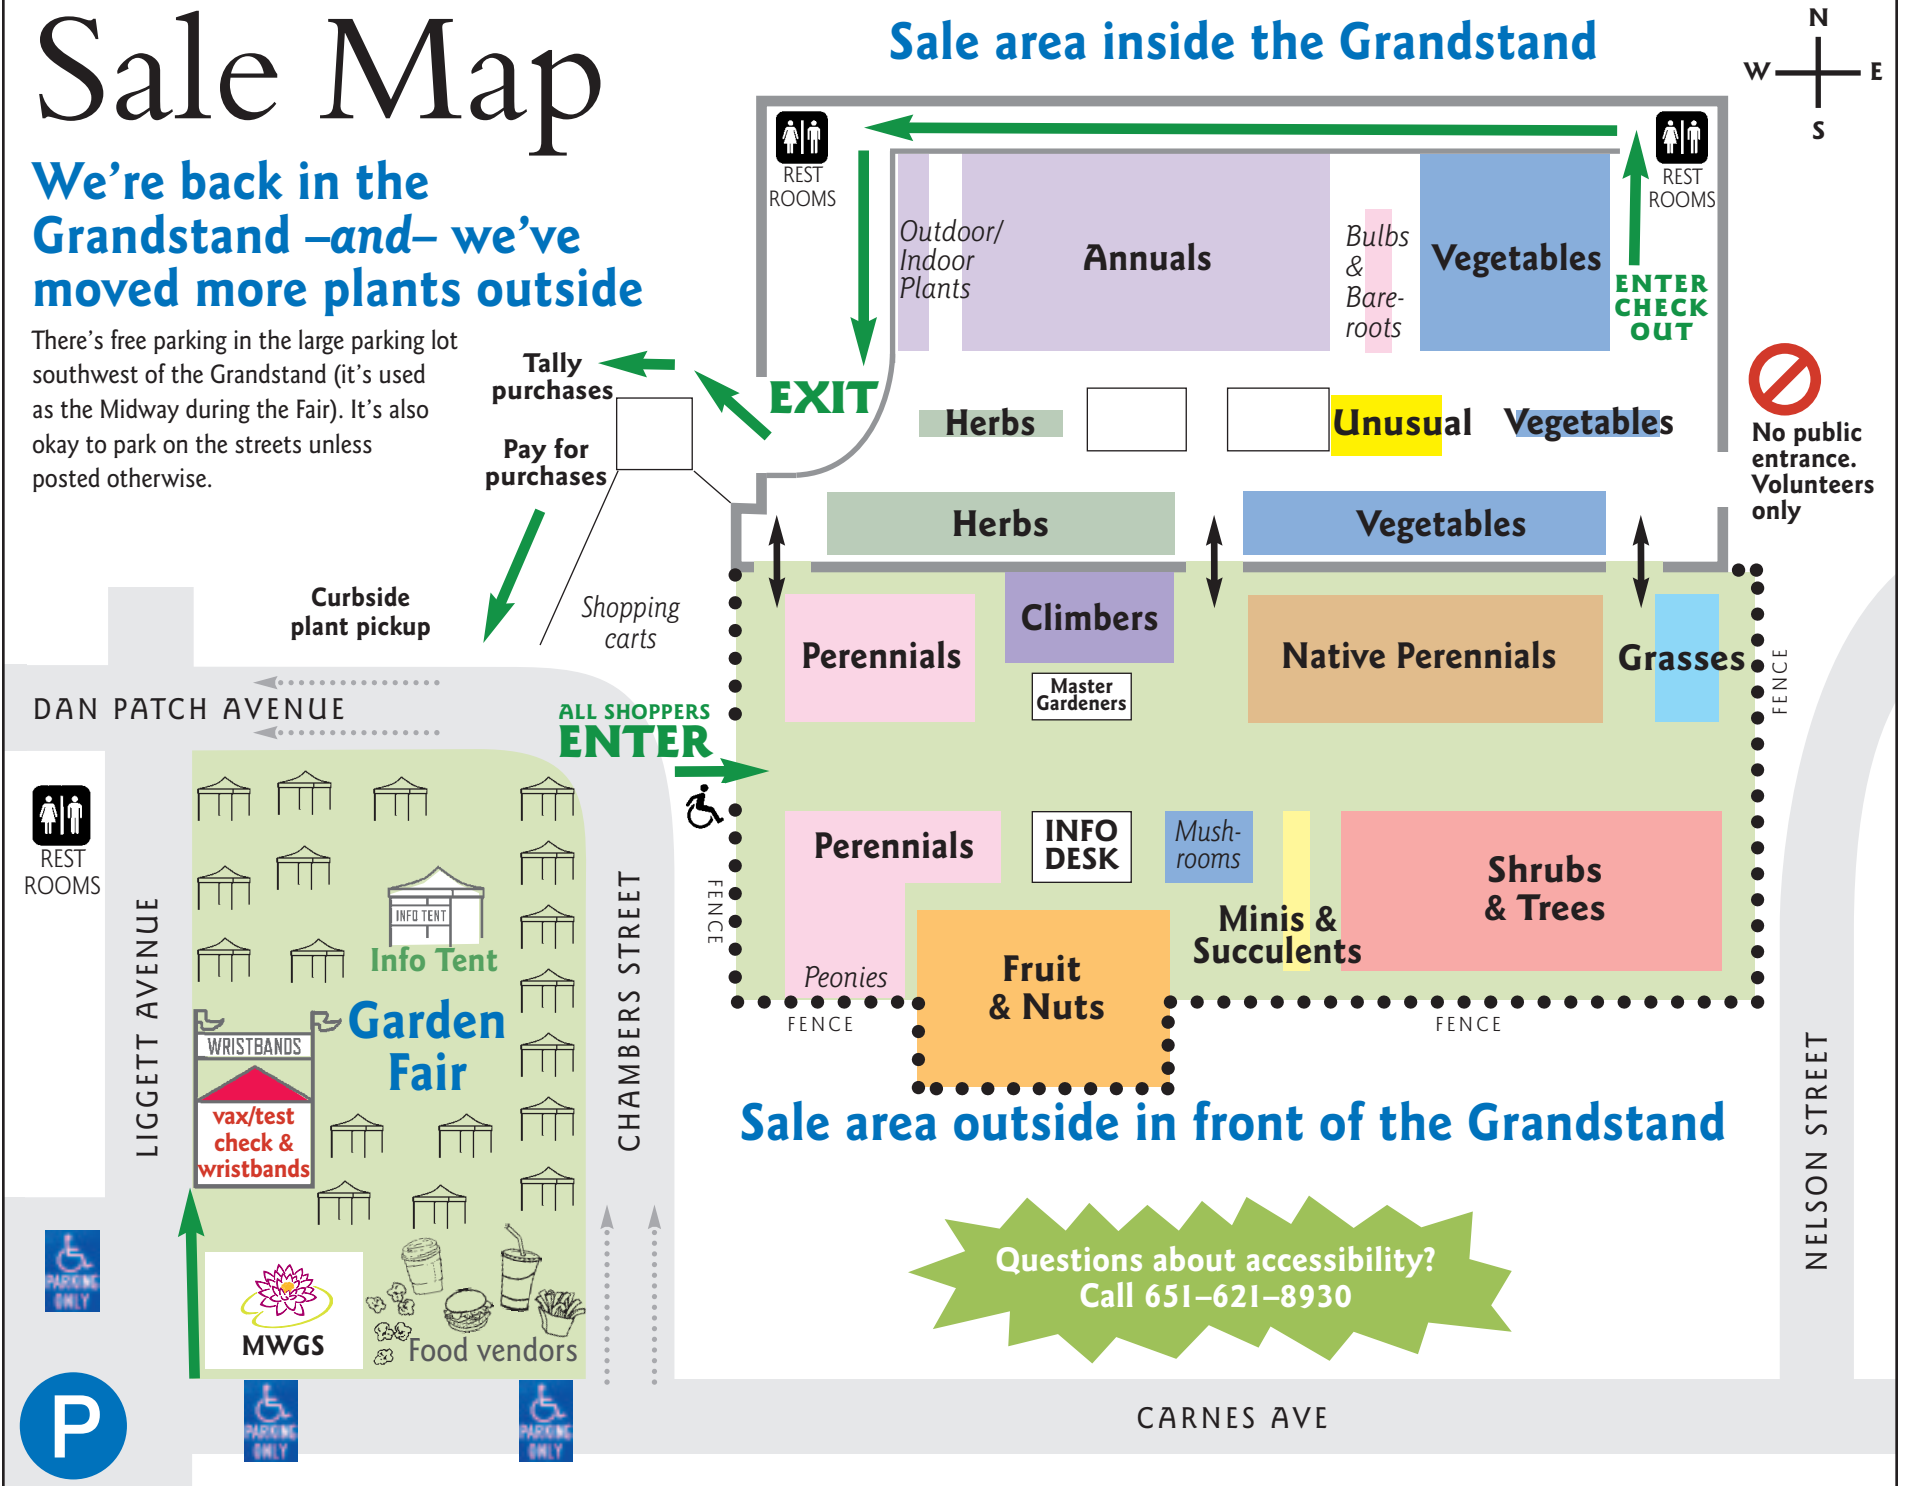 Sale Map
We're back in the
Grandstand –and– we've
moved more plants outside
There's free parking in the large parking lot
southwest of the Grandstand (it's used
as the Midway during the Fair). It's also
okay to park on the streets unless
posted otherwise.
Sale area inside the Grandstand
N
W
E
S
REST
ROOMS
REST
ROOMS
Outdoor/
Indoor
Plants
Annuals
Bulbs
&
Bare-
roots
Vegetables
ENTER
CHECK
OUT
Tally
purchases
EXIT
Pay for
purchases
Herbs
Unusual
Vegetables
No public
entrance.
Volunteers
only
Herbs
Vegetables
Curbside
plant pickup
Shopping
carts
Perennials
Climbers
Master
Gardeners
Native Perennials
Grasses
FENCE
DAN PATCH AVENUE
ALL SHOPPERS
ENTER
REST
ROOMS
Perennials
INFO
DESK
Mush-
rooms
Minis &
Succulents
Shrubs
& Trees
Peonies
Fruit
& Nuts
FENCE
FENCE
FENCE
INFO TENT
Info Tent
Garden
Fair
WRISTBANDS
vax/test
check &
wristbands
LIGGETT AVENUE
CHAMBERS STREET
NELSON STREET
Sale area outside in front of the Grandstand
Questions about accessibility?
Call 651–621–8930
MWGS
Food vendors
PARKING
ONLY
P
PARKING
ONLY
PARKING
ONLY
CARNES AVE